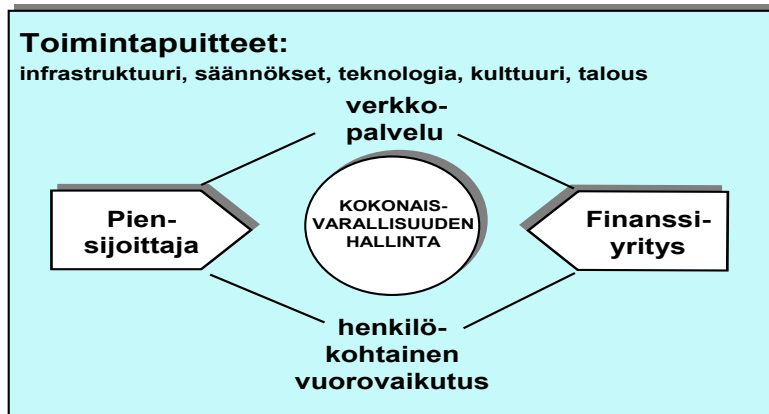 Toimintapuitteet:
infrastruktuuri, säännökset, teknologia, kulttuuri, talous
verkko-
palvelu
Pien-
sijoittaja
KOKONAIS-
VARALLISUUDEN
HALLINTA
Finanssi-
yritys
henkilö-
kohtainen
vuorovaikutus